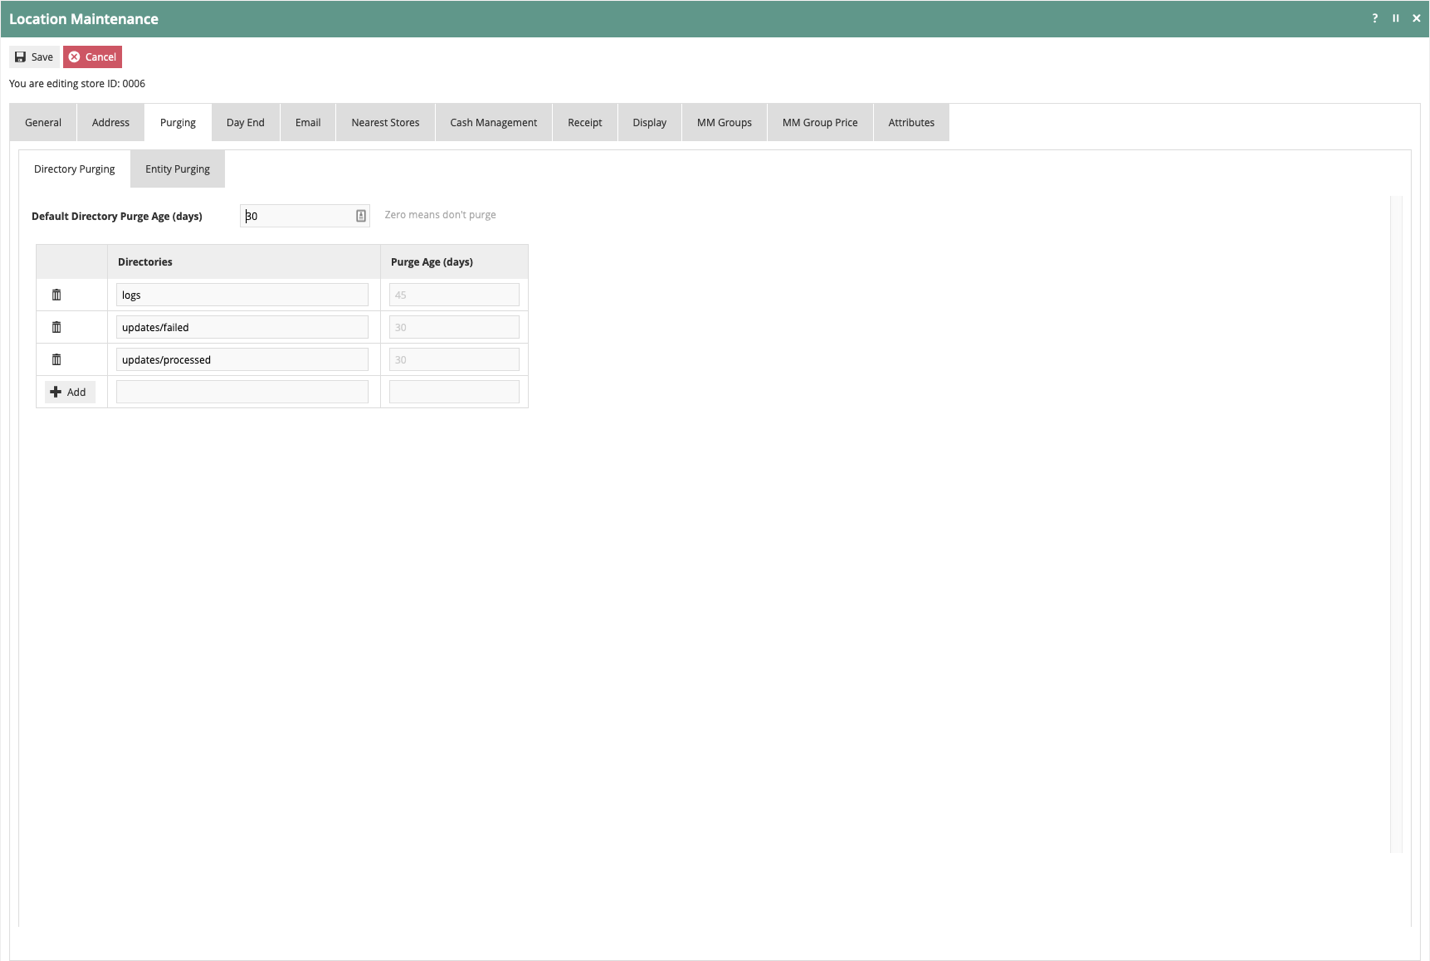 Location Maintenance
?
Save Cancel
You are editing store ID: 0006
General Address Purging Day End Email Nearest Stores Cash Management Receipt Display MM Groups MM Group Price Attributes
Directory Purging Entity Purging
Default Directory Purge Age (days) 30 Zero means don't purge
Directories Purge Age (days)
logs 45
updates/failed 30
updates/processed 30
Add